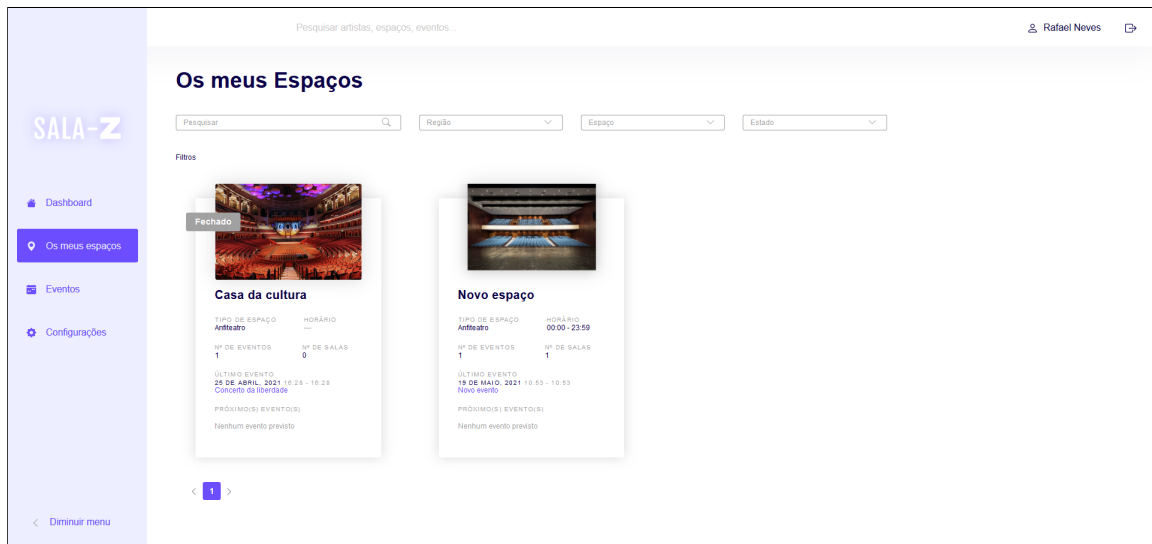 Pesquisar artistas, espaços, eventos...
Rafael Neves
SALA-Z
Dashboard
Os meus espaços
Eventos
Configurações
Diminuir menu
Os meus Espaços
Pesquisar
Região
Espaço
Estado
Filtros
Fechado
Casa da cultura
TIPO DE ESPAÇO HORÁRIO
Anfiteatro —
Nº DE EVENTOS Nº DE SALAS
1 0
ÚLTIMO EVENTO
25 DE ABRIL, 2021 16:28 - 16:28
Concerto da liberdade
PRÓXIMO(S) EVENTO(S)
Nenhum evento previsto
Novo espaço
TIPO DE ESPAÇO HORÁRIO
Anfiteatro 00:00 - 23:59
Nº DE EVENTOS Nº DE SALAS
1 1
ÚLTIMO EVENTO
19 DE MAIO, 2021 10:53 - 10:53
Novo evento
PRÓXIMO(S) EVENTO(S)
Nenhum evento previsto
1